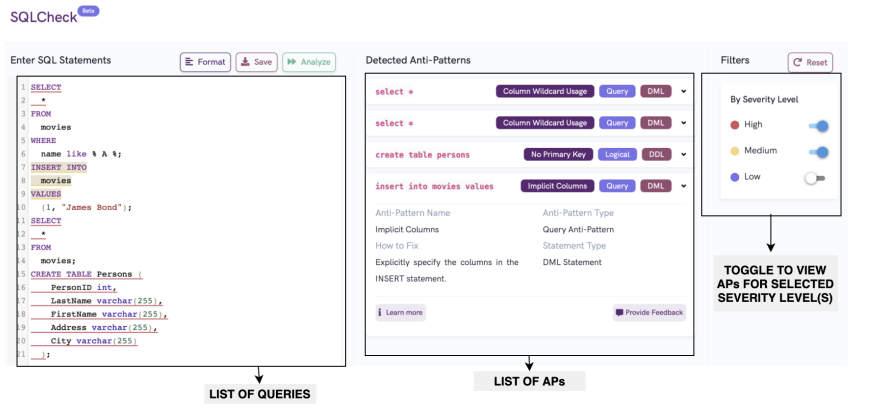 SQLCheck Beta
Enter SQL Statements
Format
Save
Analyze
1 SELECT
2 *
3 FROM
4 movies
5 WHERE
6 name like % A %;
7 INSERT INTO
8 movies
9 VALUES
10 (1, "James Bond");
11 SELECT
12 *
13 FROM
14 movies;
15 CREATE TABLE Persons (
16 PersonID int,
17 LastName varchar(255),
18 FirstName varchar(255),
19 Address varchar(255),
20 City varchar(255)
21 );
LIST OF QUERIES
Detected Anti-Patterns
select * Column Wildcard Usage Query DML
select * Column Wildcard Usage Query DML
create table persons No Primary Key Logical DDL
insert into movies values Implicit Columns Query DML
Anti-Pattern Name Anti-Pattern Type
Implicit Columns Query Anti-Pattern
How to Fix Statement Type
Explicitly specify the columns in the DML Statement
INSERT statement.
Learn more Provide Feedback
LIST OF APs
Filters
Reset
By Severity Level
High
Medium
Low
TOGGLE TO VIEW
APs FOR SELECTED
SEVERITY LEVEL(S)